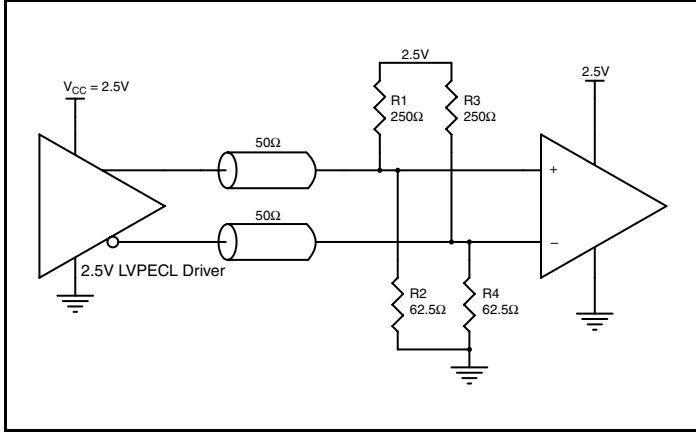 2.5V
V_CC = 2.5V
2.5V
R1
250Ω
R3
250Ω
50Ω
+
50Ω
−
2.5V LVPECL Driver
R2
62.5Ω
R4
62.5Ω